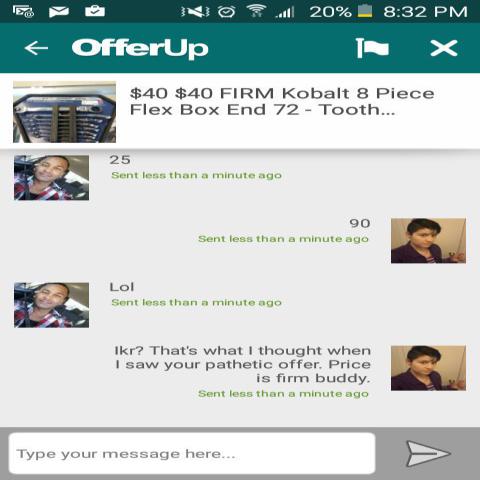 20% 8:32 PM
OfferUp
$40 $40 FIRM Kobalt 8 Piece
Flex Box End 72 - Tooth...
25
Sent less than a minute ago
90
Sent less than a minute ago
Lol
Sent less than a minute ago
Ikr? That's what I thought when
I saw your pathetic offer. Price
is firm buddy.
Sent less than a minute ago
Type your message here...